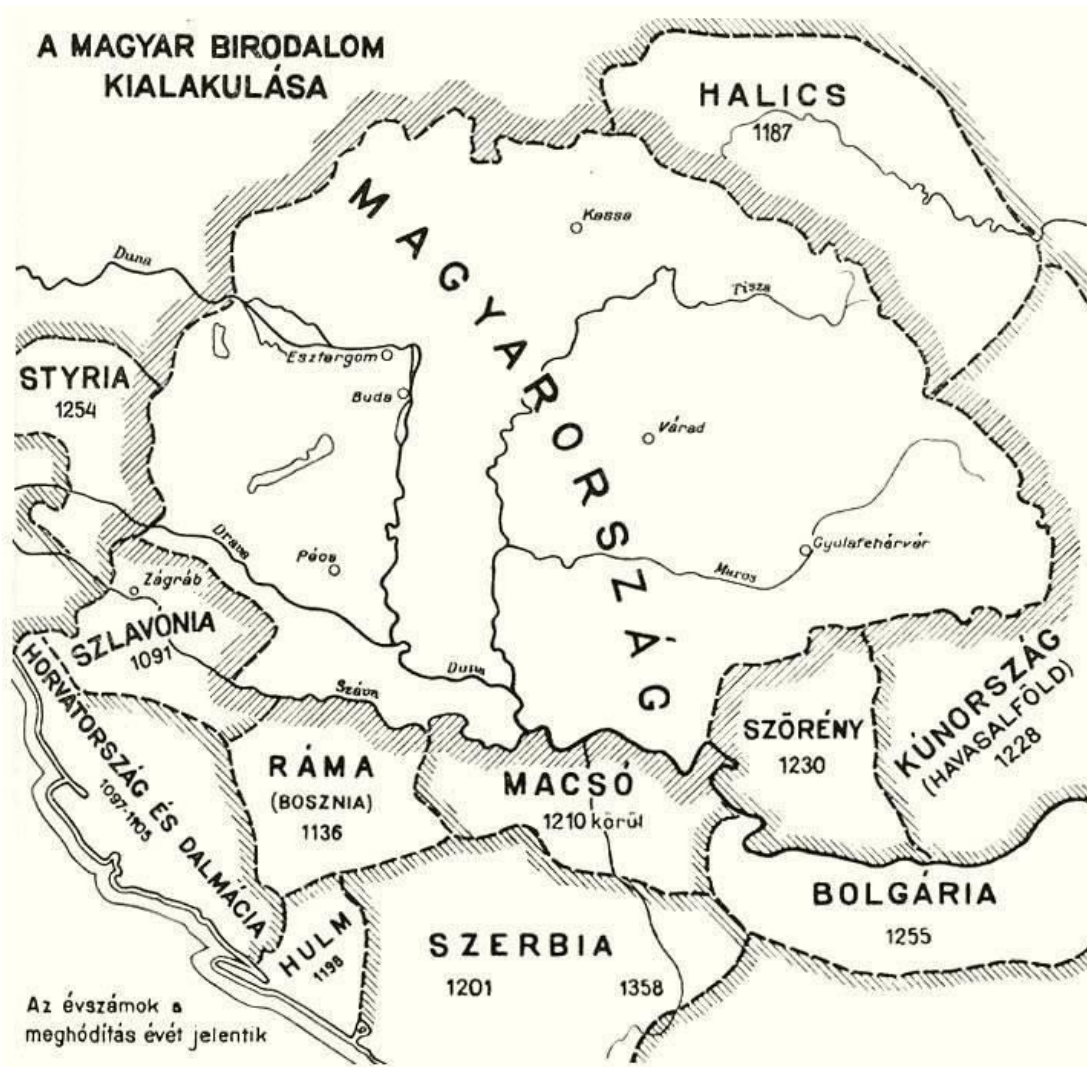 A MAGYAR BIRODALOM
KIALAKULÁSA
HALICS
1187
MAGYARORSZÁG
Kassa
Duna
Tisza
Esztergom
Buda
STYRIA
1254
Várad
Dráva
Pécs
Maros
Gyulafehérvár
Zágráb
SZLAVONIA
1091
Duna
Száva
HORVÁTORSZÁG ÉS DALMÁCIA
1097-1105
RÁMA
(BOSZNIA)
1136
MACSÓ
1210 körül
SZÖRÉNY
1230
KÚNORSZÁG
(HAVASALFÖLD)
1228
HULM
1198
SZERBIA
1201
1358
BOLGÁRIA
1255
Az évszámok a
meghódítás évét jelentik